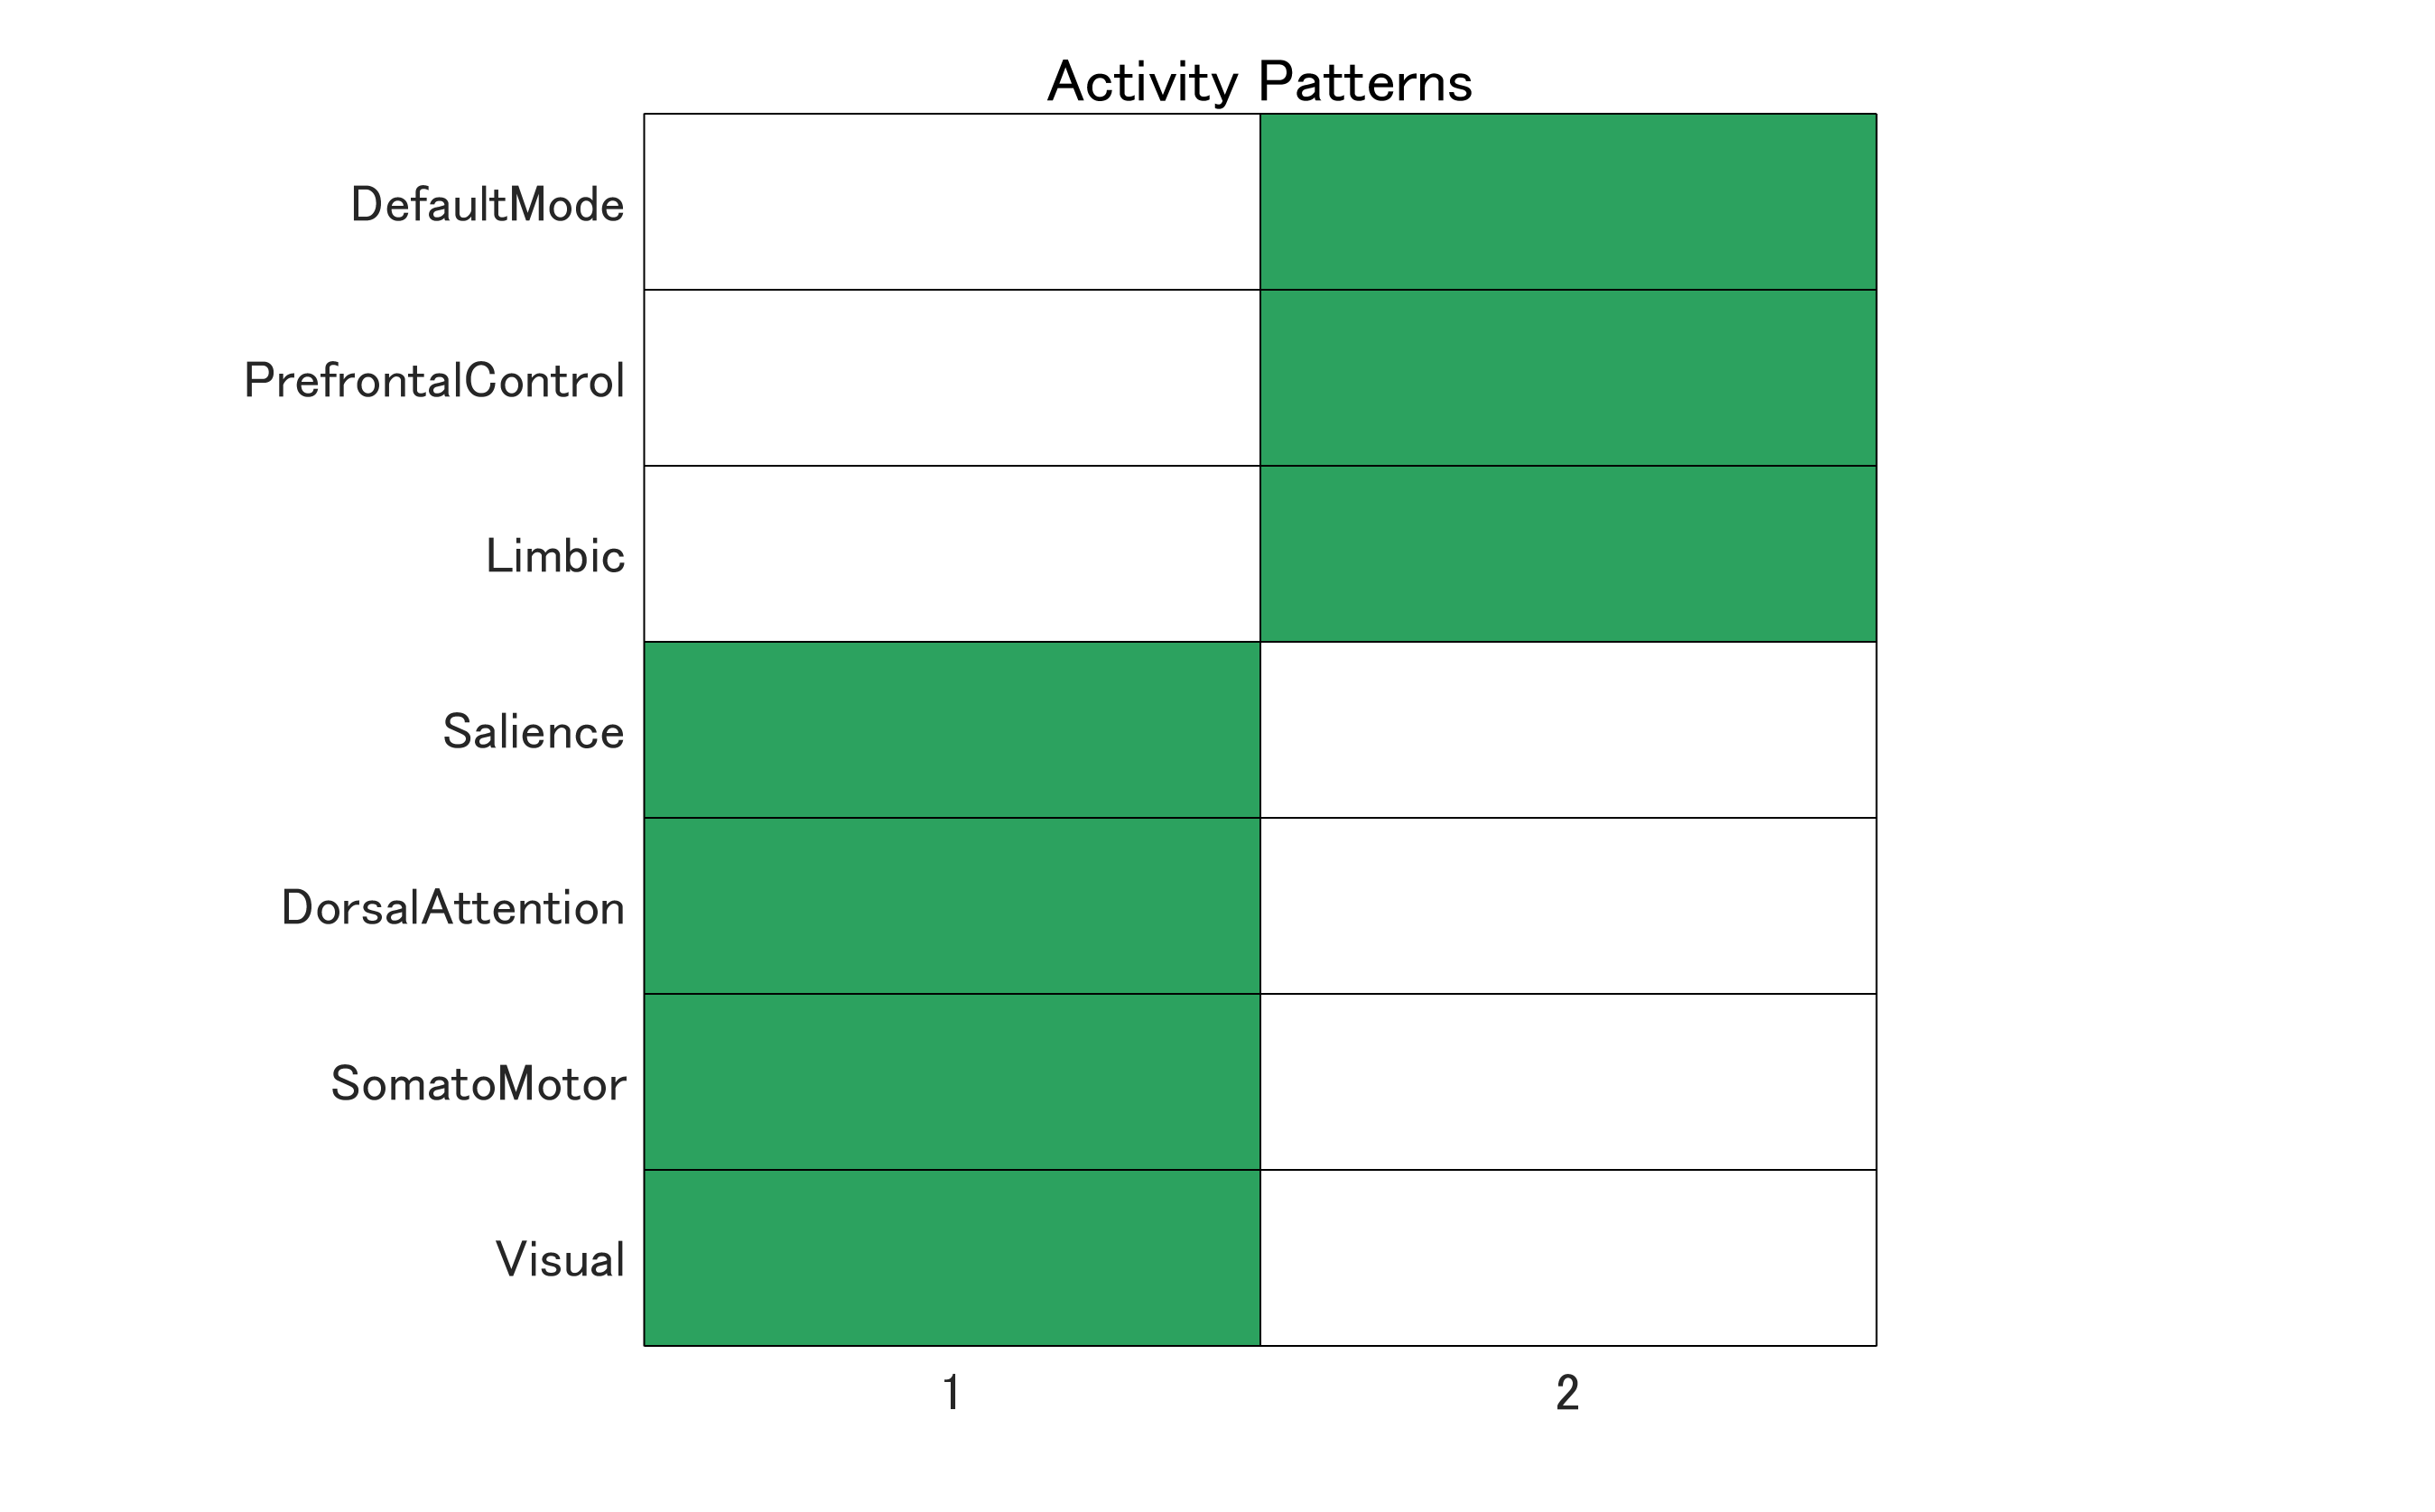 Activity Patterns
DefaultMode
PrefrontalControl
Limbic
Salience
DorsalAttention
SomatoMotor
Visual
1 2